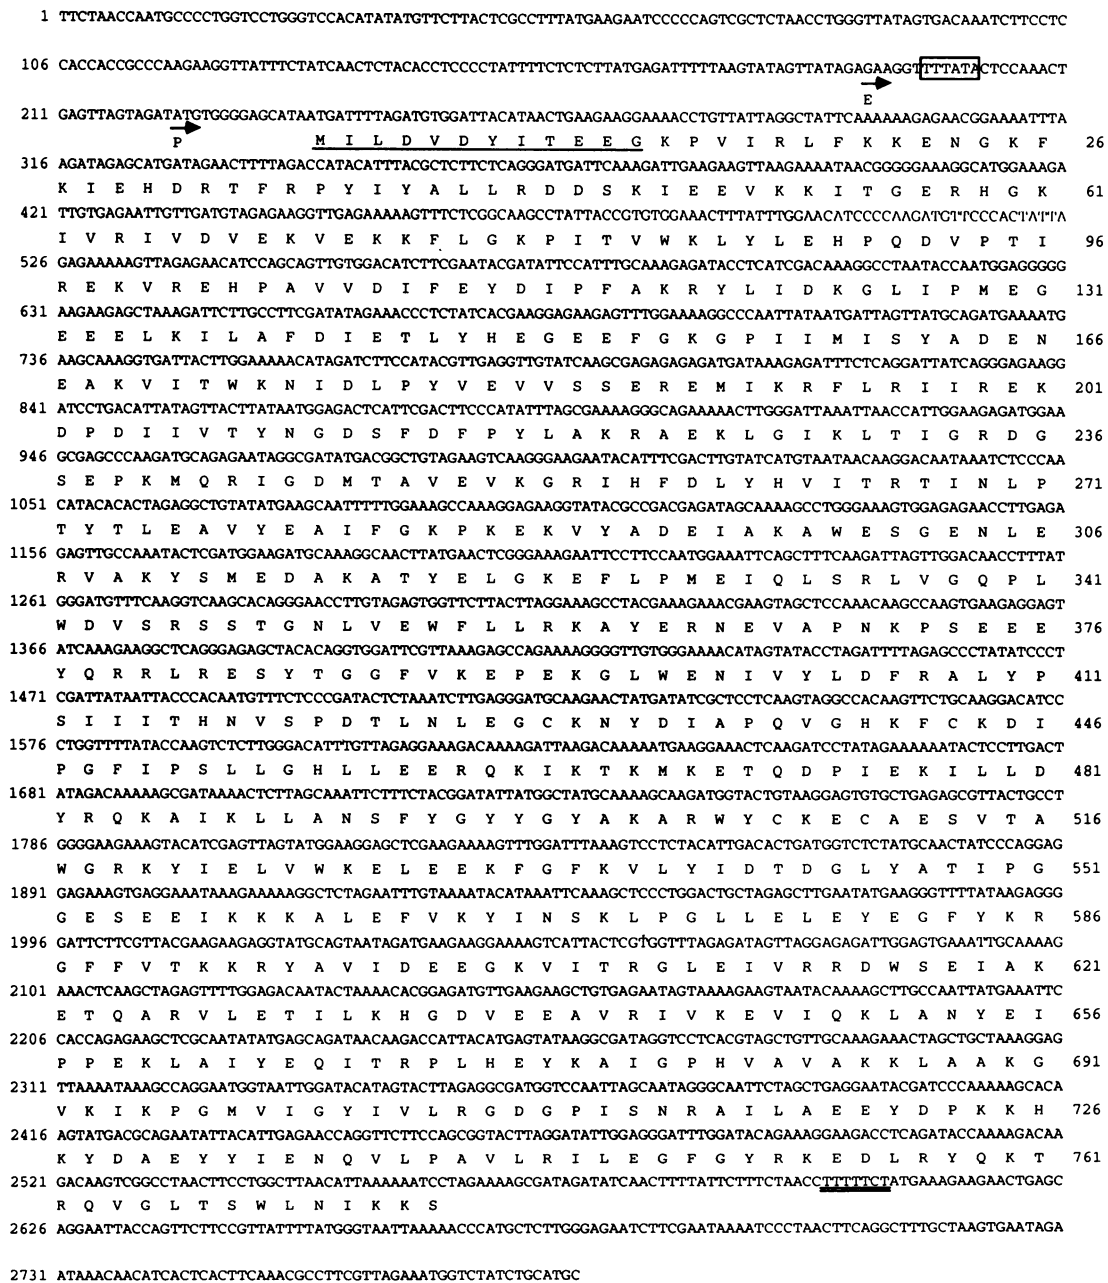 1 TTCTAACCAATGCCCCTGGTCCTGGGTCCACATATATGTTCTTACTCGCCTTTATGAAGAATCCCCCAGTCGCTCTAACCTGGGTTATAGTGACAAATCTTCCTC
106 CACCACCGCCCAAGAAGGTTATTTCTATCAACTCTACACCTCCCCTATTTTCTCTCTTATGAGATTTTTAAGTATAGTTATAGAGAAGGTTTTATACTCCAAACT
E
211 GAGTTAGTAGATATGTGGGGAGCATAATGATTTTAGATGTGGATTACATAACTGAAGAAGGAAAACCTGTTATTAGGCTATTCAAAAAAGAGAACGGAAAATTTA
P
M I L D V D Y I T E E G K P V I R L F K K E N G K F 26
316 AGATAGAGCATGATAGAACTTTTAGACCATACATTTACGCTCTTCTCAGGGATGATTCAAAGATTGAAGAAGTTAAGAAAATAACGGGGGAAAGGCATGGAAAGA
K I E H D R T F R P Y I Y A L L R D D S K I E E V K K I T G E R H G K 61
421 TTGTGAGAATTGTTGATGTAGAGAAGGTTGAGAAAAAGTTTCTCGGCAAGCCTATTACCGTGTGGAAACTTTATTTGGAACATCCCCAAGATGTTCCCACTATTA
I V R I V D V E K V E K K F L G K P I T V W K L Y L E H P Q D V P T I 96
526 GAGAAAAAGTTAGAGAACATCCAGCAGTTGTGGACATCTTCGAATACGATATTCCATTTGCAAAGAGATACCTCATCGACAAAGGCCTAATACCAATGGAGGGGG
R E K V R E H P A V V D I F E Y D I P F A K R Y L I D K G L I P M E G 131
631 AAGAAGAGCTAAAGATTCTTGCCTTCGATATAGAAACCCTCTATCACGAAGGAGAAGAGTTTGGAAAAGGCCCAATTATAATGATTAGTTATGCAGATGAAAATG
E E E L K I L A F D I E T L Y H E G E E F G K G P I I M I S Y A D E N 166
736 AAGCAAAGGTGATTACTTGGAAAAACATAGATCTTCCATACGTTGAGGTTGTATCAAGCGAGAGAGAGATGATAAAGAGATTTCTCAGGATTATCAGGGAGAAGG
E A K V I T W K N I D L P Y V E V V S S E R E M I K R F L R I I R E K 201
841 ATCCTGACATTATAGTTACTTATAATGGAGACTCATTCGACTTCCCATATTTAGCGAAAAGGGCAGAAAAACTTGGGATTAAATTAACCATTGGAAGAGATGGAA
D P D I I V T Y N G D S F D F P Y L A K R A E K L G I K L T I G R D G 236
946 GCGAGCCCAAGATGCAGAGAATAGGCGATATGACGGCTGTAGAAGTCAAGGGAAGAATACATTTCGACTTGTATCATGTAATAACAAGGACAATAAATCTCCCAA
S E P K M Q R I G D M T A V E V K G R I H F D L Y H V I T R T I N L P 271
1051 CATACACACTAGAGGCTGTATATGAAGCAATTTTTGGAAAGCCAAAGGAGAAGGTATACGCCGACGAGATAGCAAAAGCCTGGGAAAGTGGAGAGAACCTTGAGA
T Y T L E A V Y E A I F G K P K E K V Y A D E I A K A W E S G E N L E 306
1156 GAGTTGCCAAATACTCGATGGAAGATGCAAAGGCAACTTATGAACTCGGGAAAGAATTCCTTCCAATGGAAATTCAGCTTTCAAGATTAGTTGGACAACCTTTAT
R V A K Y S M E D A K A T Y E L G K E F L P M E I Q L S R L V G Q P L 341
1261 GGGATGTTTCAAGGTCAAGCACAGGGAACCTTGTAGAGTGGTTCTTACTTAGGAAAGCCTACGAAAGAAACGAAGTAGCTCCAAACAAGCCAAGTGAAGAGGAGT
W D V S R S S T G N L V E W F L L R K A Y E R N E V A P N K P S E E E 376
1366 ATCAAAGAAGGCTCAGGGAGAGCTACACAGGTGGATTCGTTAAAGAGCCAGAAAAGGGGTTGTGGGAAAACATAGTATACCTAGATTTTAGAGCCCTATATCCCT
Y Q R R L R E S Y T G G F V K E P E K G L W E N I V Y L D F R A L Y P 411
1471 CGATTATAATTACCCACAATGTTTCTCCCGATACTCTAAATCTTGAGGGATGCAAGAACTATGATATCGCTCCTCAAGTAGGCCACAAGTTCTGCAAGGACATCC
S I I I T H N V S P D T L N L E G C K N Y D I A P Q V G H K F C K D I 446
1576 CTGGTTTTATACCAAGTCTCTTGGGACATTTGTTAGAGGAAAGACAAAAGATTAAGACAAAAATGAAGGAAACTCAAGATCCTATAGAAAAAATACTCCTTGACT
P G F I P S L L G H L L E E R Q K I K T K M K E T Q D P I E K I L L D 481
1681 ATAGACAAAAAGCGATAAAACTCTTAGCAAATTCTTTCTACGGATATTATGGCTATGCAAAAGCAAGATGGTACTGTAAGGAGTGTGCTGAGAGCGTTACTGCCT
Y R Q K A I K L L A N S F Y G Y Y G Y A K A R W Y C K E C A E S V T A 516
1786 GGGGAAGAAAGTACATCGAGTTAGTATGGAAGGAGCTCGAAGAAAAGTTTGGATTTAAAGTCCTCTACATTGACACTGATGGTCTCTATGCAACTATCCCAGGAG
W G R K Y I E L V W K E L E E K F G F K V L Y I D T D G L Y A T I P G 551
1891 GAGAAAGTGAGGAAATAAAGAAAAAGGCTCTAGAATTTGTAAAATACATAAATTCAAAGCTCCCTGGACTGCTAGAGCTTGAATATGAAGGGTTTTATAAGAGGG
G E S E E I K K K A L E F V K Y I N S K L P G L L E L E Y E G F Y K R 586
1996 GATTCTTCGTTACGAAGAAGAGGTATGCAGTAATAGATGAAGAAGGAAAAGTCATTACTCGTGGTTTAGAGATAGTTAGGAGAGATTGGAGTGAAATTGCAAAAG
G F F V T K K R Y A V I D E E G K V I T R G L E I V R R D W S E I A K 621
2101 AAACTCAAGCTAGAGTTTTGGAGACAATACTAAAACACGGAGATGTTGAAGAAGCTGTGAGAATAGTAAAAGAAGTAATACAAAAGCTTGCCAATTATGAAATTC
E T Q A R V L E T I L K H G D V E E A V R I V K E V I Q K L A N Y E I 656
2206 CACCAGAGAAGCTCGCAATATATGAGCAGATAACAAGACCATTACATGAGTATAAGGCGATAGGTCCTCACGTAGCTGTTGCAAAGAAACTAGCTGCTAAAGGAG
P P E K L A I Y E Q I T R P L H E Y K A I G P H V A V A K K L A A K G 691
2311 TTAAAATAAAGCCAGGAATGGTAATTGGATACATAGTACTTAGAGGCGATGGTCCAATTAGCAATAGGGCAATTCTAGCTGAGGAATACGATCCCAAAAAGCACA
V K I K P G M V I G Y I V L R G D G P I S N R A I L A E E Y D P K K H 726
2416 AGTATGACGCAGAATATTACATTGAGAACCAGGTTCTTCCAGCGGTACTTAGGATATTGGAGGGATTTGGATACAGAAAGGAAGACCTCAGATACCAAAAGACAA
K Y D A E Y Y I E N Q V L P A V L R I L E G F G Y R K E D L R Y Q K T 761
2521 GACAAGTCGGCCTAACTTCCTGGCTTAACATTAAAAAATCCTAGAAAAGCGATAGATATCAACTTTTATTCTTTCTAACCTTTTTCTATGAAAGAAGAACTGAGC
R Q V G L T S W L N I K K S
2626 AGGAATTACCAGTTCTTCCGTTATTTTATGGGTAATTAAAAACCCATGCTCTTGGGAGAATCTTCGAATAAAATCCCTAACTTCAGGCTTTGCTAAGTGAATAGA
2731 ATAAACAACATCACTCACTTCAAACGCCTTCGTTAGAAATGGTCTATCTGCATGC